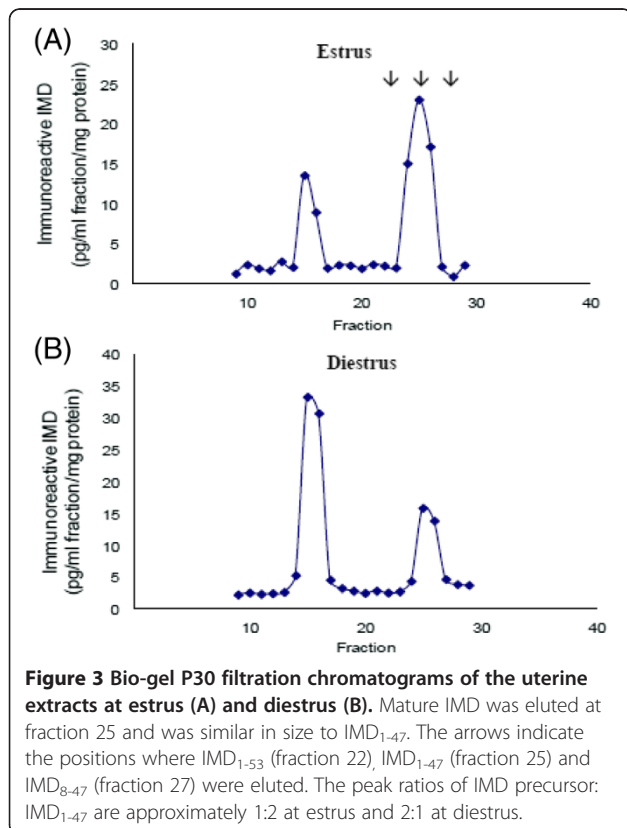 (A)
Estrus
↓ ↓ ↓
Immunoreactive IMD
(pg/ml fraction/mg protein)
30
25
20
15
10
5
0
10 20 30 40
Fraction
(B)
Diestrus
Immunoreactive IMD
(pg/ml fraction/mg protein)
40
35
30
25
20
15
10
5
0
10 20 30 40
Fraction
Figure 3 Bio-gel P30 filtration chromatograms of the uterine
extracts at estrus (A) and diestrus (B). Mature IMD was eluted at
fraction 25 and was similar in size to IMD1-47. The arrows indicate
the positions where IMD1-53 (fraction 22), IMD1-47 (fraction 25) and
IMD8-47 (fraction 27) were eluted. The peak ratios of IMD precursor:
IMD1-47 are approximately 1:2 at estrus and 2:1 at diestrus.